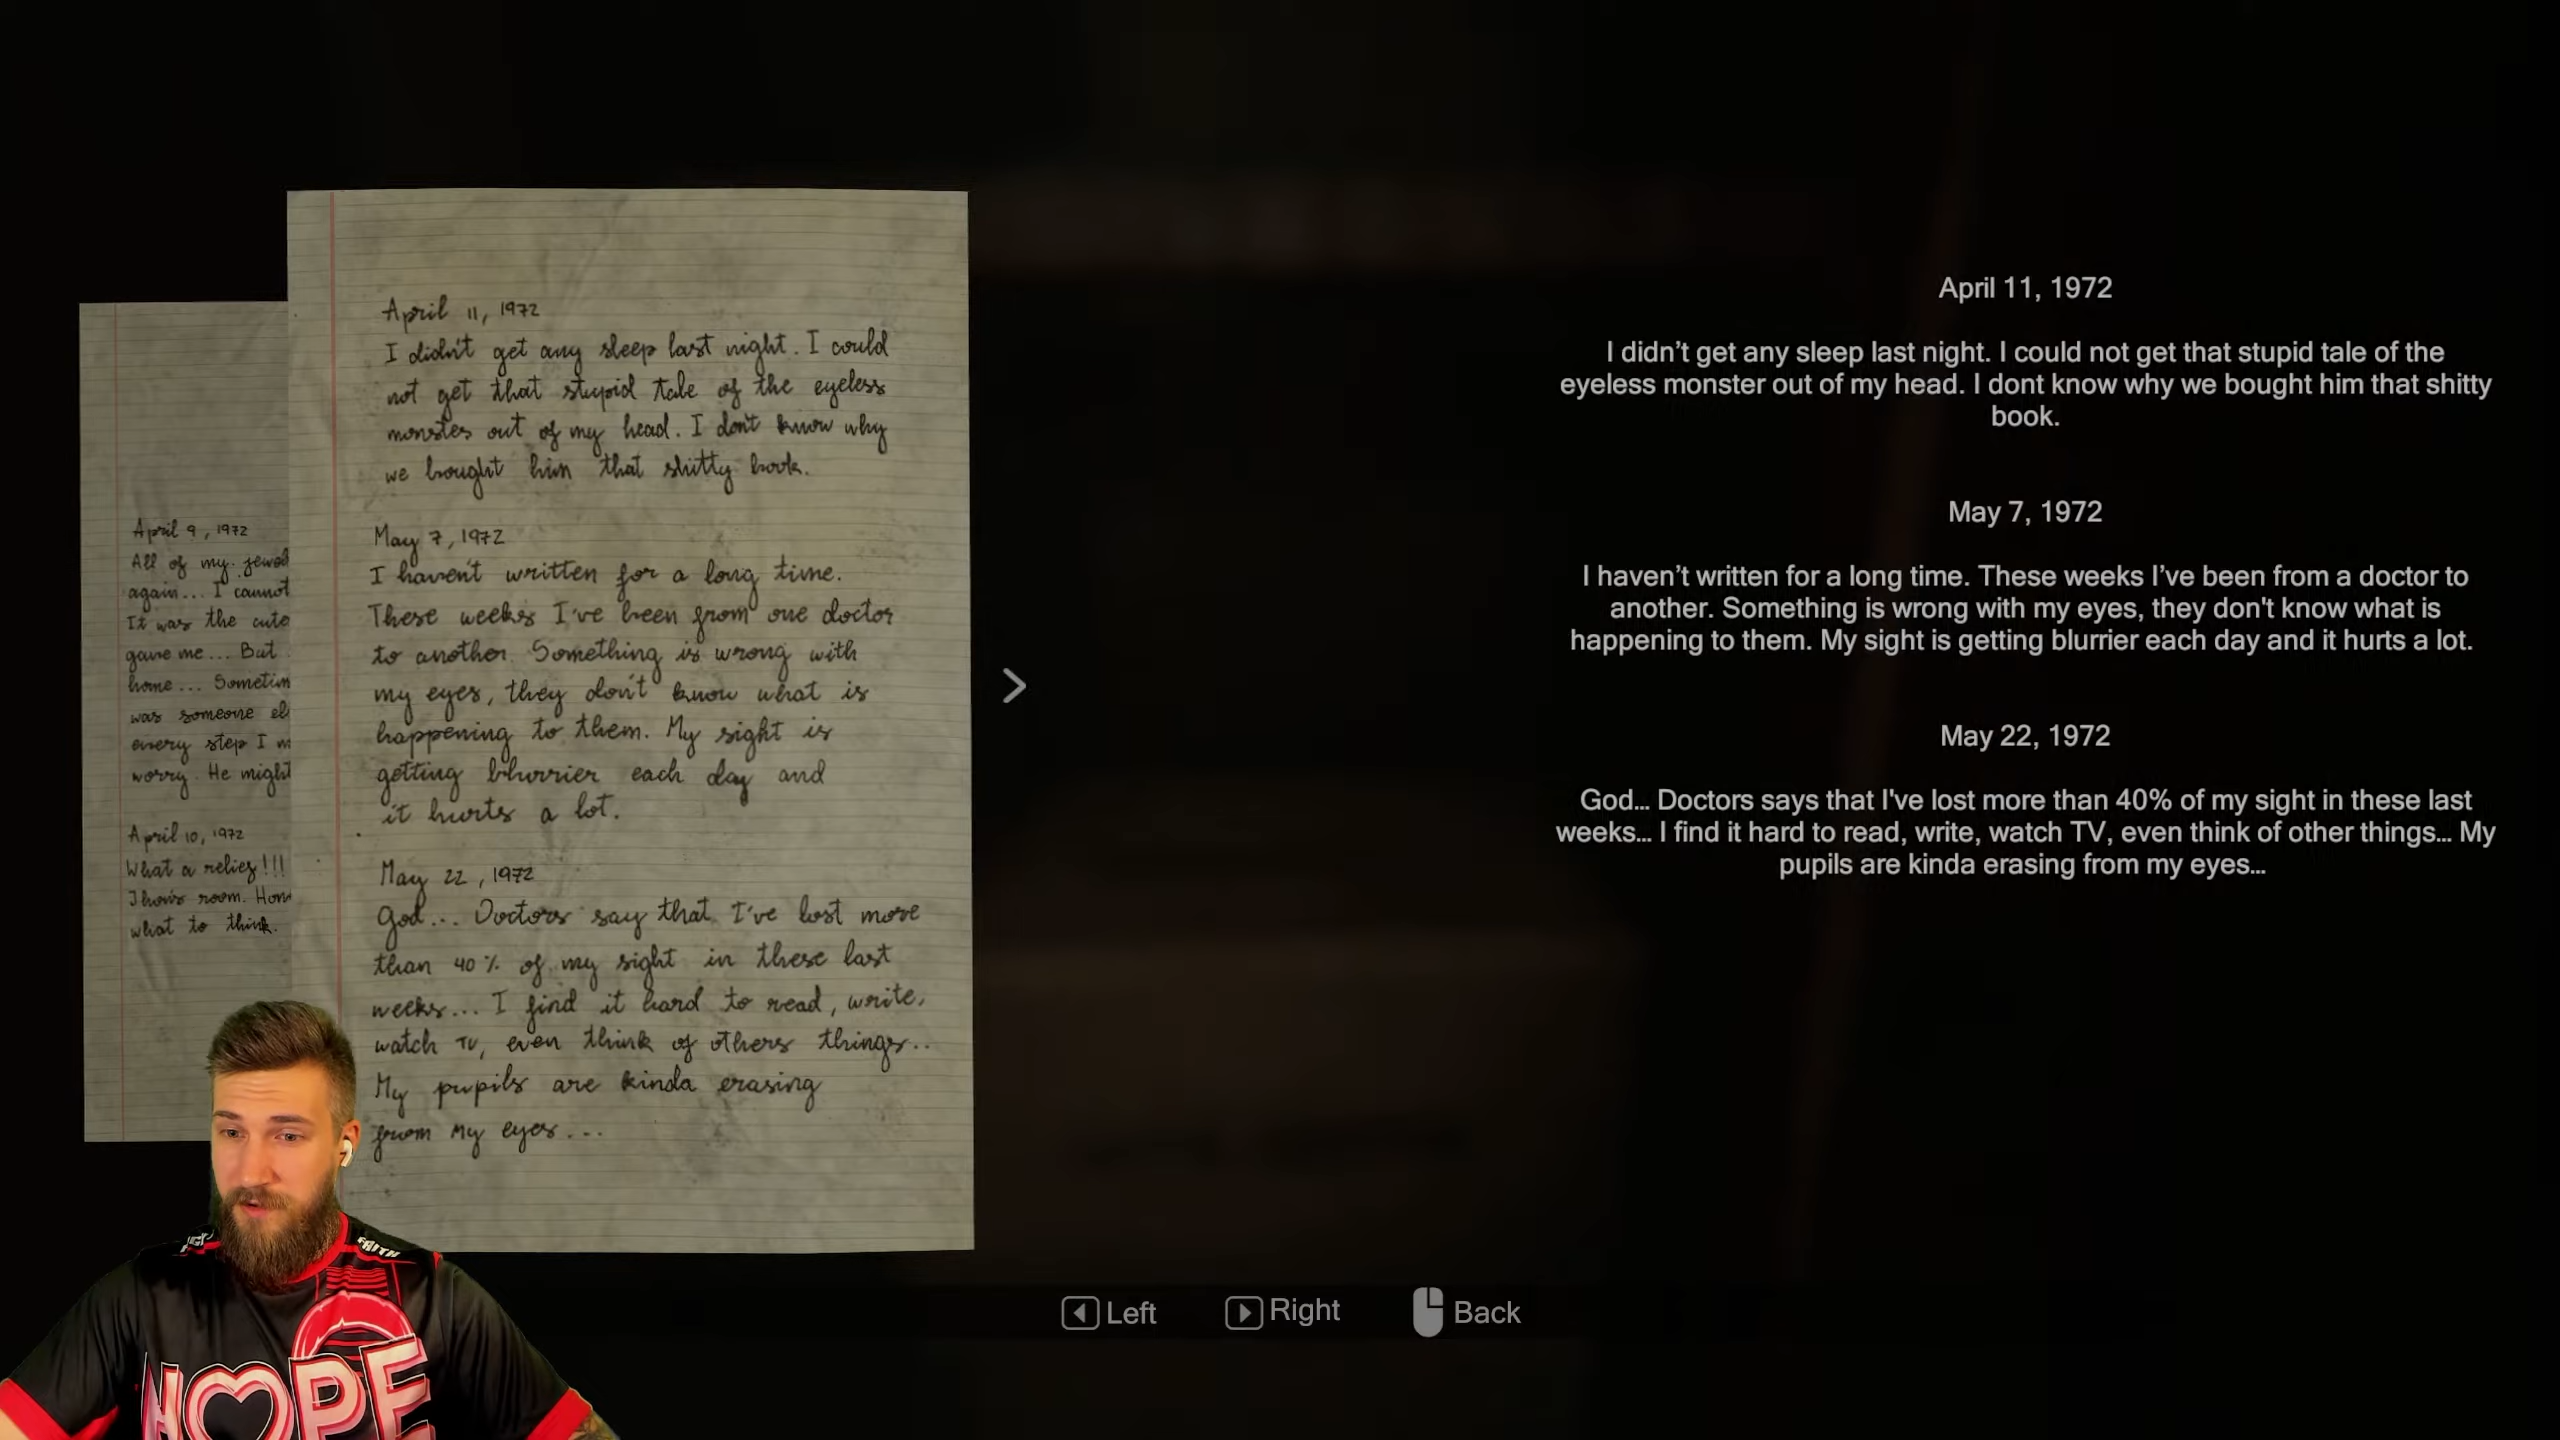 April 9, 1972
All of my jewel
again... I cannot
It was the cute
gave me... But
home... Sometim
was someone el
every step I m
worry. He might
April 10, 1972
What a relief!!!
Jhon's room. Hon
what to think.
April 11, 1972
I didn't get any sleep last night. I could
not get that stupid tale of the eyeless
monster out of my head. I don't know why
we bought him that shitty book.
May 7, 1972
I haven't written for a long time.
These weeks I've been from one doctor
to another. Something is wrong with
my eyes, they don't know what is
happening to them. My sight is
getting blurrier each day and
it hurts a lot.
May 22, 1972
God... Doctors say that I've lost more
than 40% of my sight in these last
weeks... I find it hard to read, write,
watch TV, even think of others things..
My pupils are kinda erasing
from my eyes...
April 11, 1972
I didn’t get any sleep last night. I could not get that stupid tale of the
eyeless monster out of my head. I dont know why we bought him that shitty
book.
May 7, 1972
I haven’t written for a long time. These weeks I’ve been from a doctor to
another. Something is wrong with my eyes, they don't know what is
happening to them. My sight is getting blurrier each day and it hurts a lot.
May 22, 1972
God... Doctors says that I've lost more than 40% of my sight in these last
weeks... I find it hard to read, write, watch TV, even think of other things... My
pupils are kinda erasing from my eyes...
Left
Right
Back
FAITH
HOPE